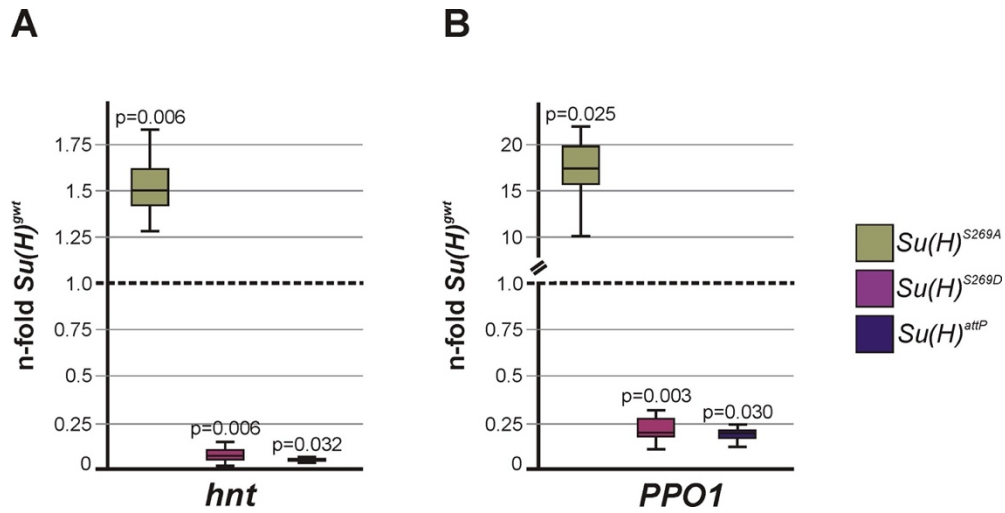 A
n-fold Su(H)^gwt
1.75
1.5
1.25
1.0
0.75
0.5
0.25
0
p=0.006
p=0.006
p=0.032
hnt
B
n-fold Su(H)^gwt
20
15
10
1.0
0.75
0.5
0.25
0
p=0.025
p=0.003
p=0.030
PPO1
Su(H)^S269A
Su(H)^S269D
Su(H)^attP